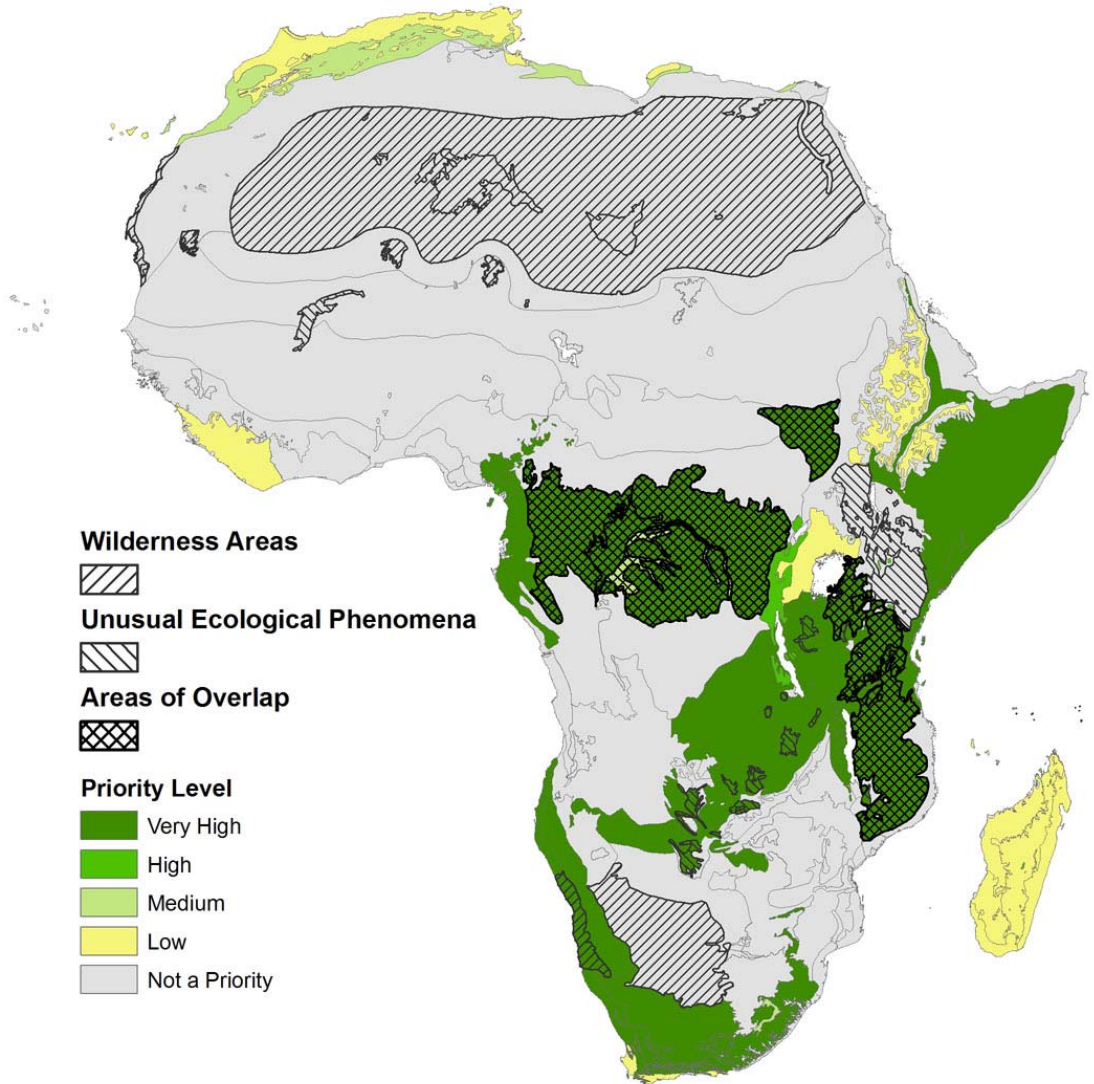 Wilderness Areas
Unusual Ecological Phenomena
Areas of Overlap
Priority Level
Very High
High
Medium
Low
Not a Priority